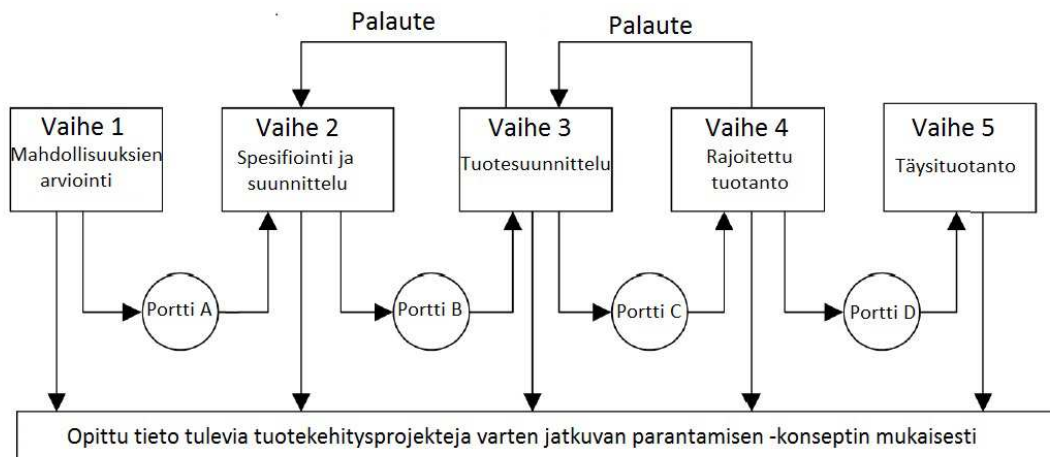 Palaute
Palaute
Vaihe 1
Mahdollisuuksien
arviointi
Vaihe 2
Spesifiointi ja
suunnittelu
Vaihe 3
Tuotesuunnittelu
Vaihe 4
Rajoitettu
tuotanto
Vaihe 5
Täysituotanto
Portti A
Portti B
Portti C
Portti D
Opittu tieto tulevia tuotekehitysprojekteja varten jatkuvan parantamisen -konseptin mukaisesti